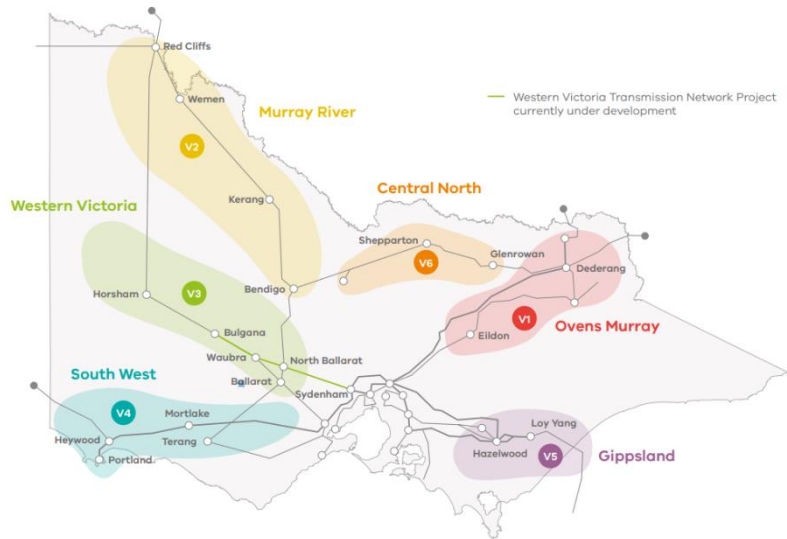 Red Cliffs
Wemen
Murray River
Western Victoria Transmission Network Project
currently under development
V2
Kerang
Central North
Western Victoria
Shepparton
Glenrowan
V6
Dederang
Bendigo
Horsham
V3
V1
Ovens Murray
Bulgana
Eildon
Waubra
North Ballarat
South West
Ballarat
Sydenham
V4
Mortlake
Loy Yang
Heywood
Terang
Hazelwood
V5
Gippsland
Portland